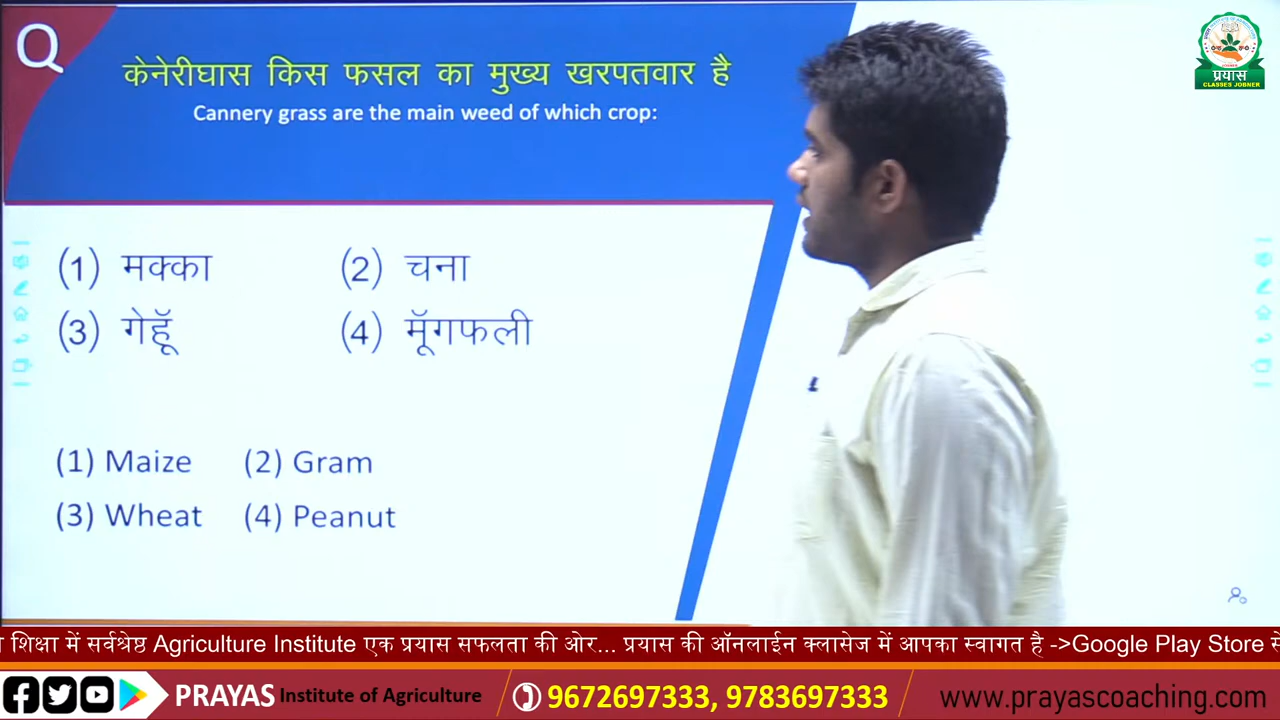 Q
केनेरीघास किस फसल का मुख्य खरपतवार है
Cannery grass are the main weed of which crop:
(1) मक्का (2) चना
(3) गेहूॅ (4) मूॅगफली
(1) Maize (2) Gram
(3) Wheat (4) Peanut
प्रयास
CLASSES JOBNER
शिक्षा में सर्वश्रेष्ठ Agriculture Institute एक प्रयास सफलता की ओर... प्रयास की ऑनलाईन क्लासेज में आपका स्वागत है ->Google Play Store से
PRAYAS Institute of Agriculture 9672697333, 9783697333 www.prayascoaching.com